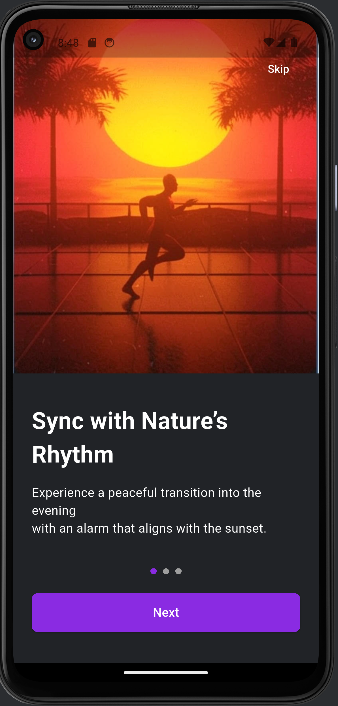 8:48
Skip
Sync with Nature’s
Rhythm
Experience a peaceful transition into the
evening
with an alarm that aligns with the sunset.
Next